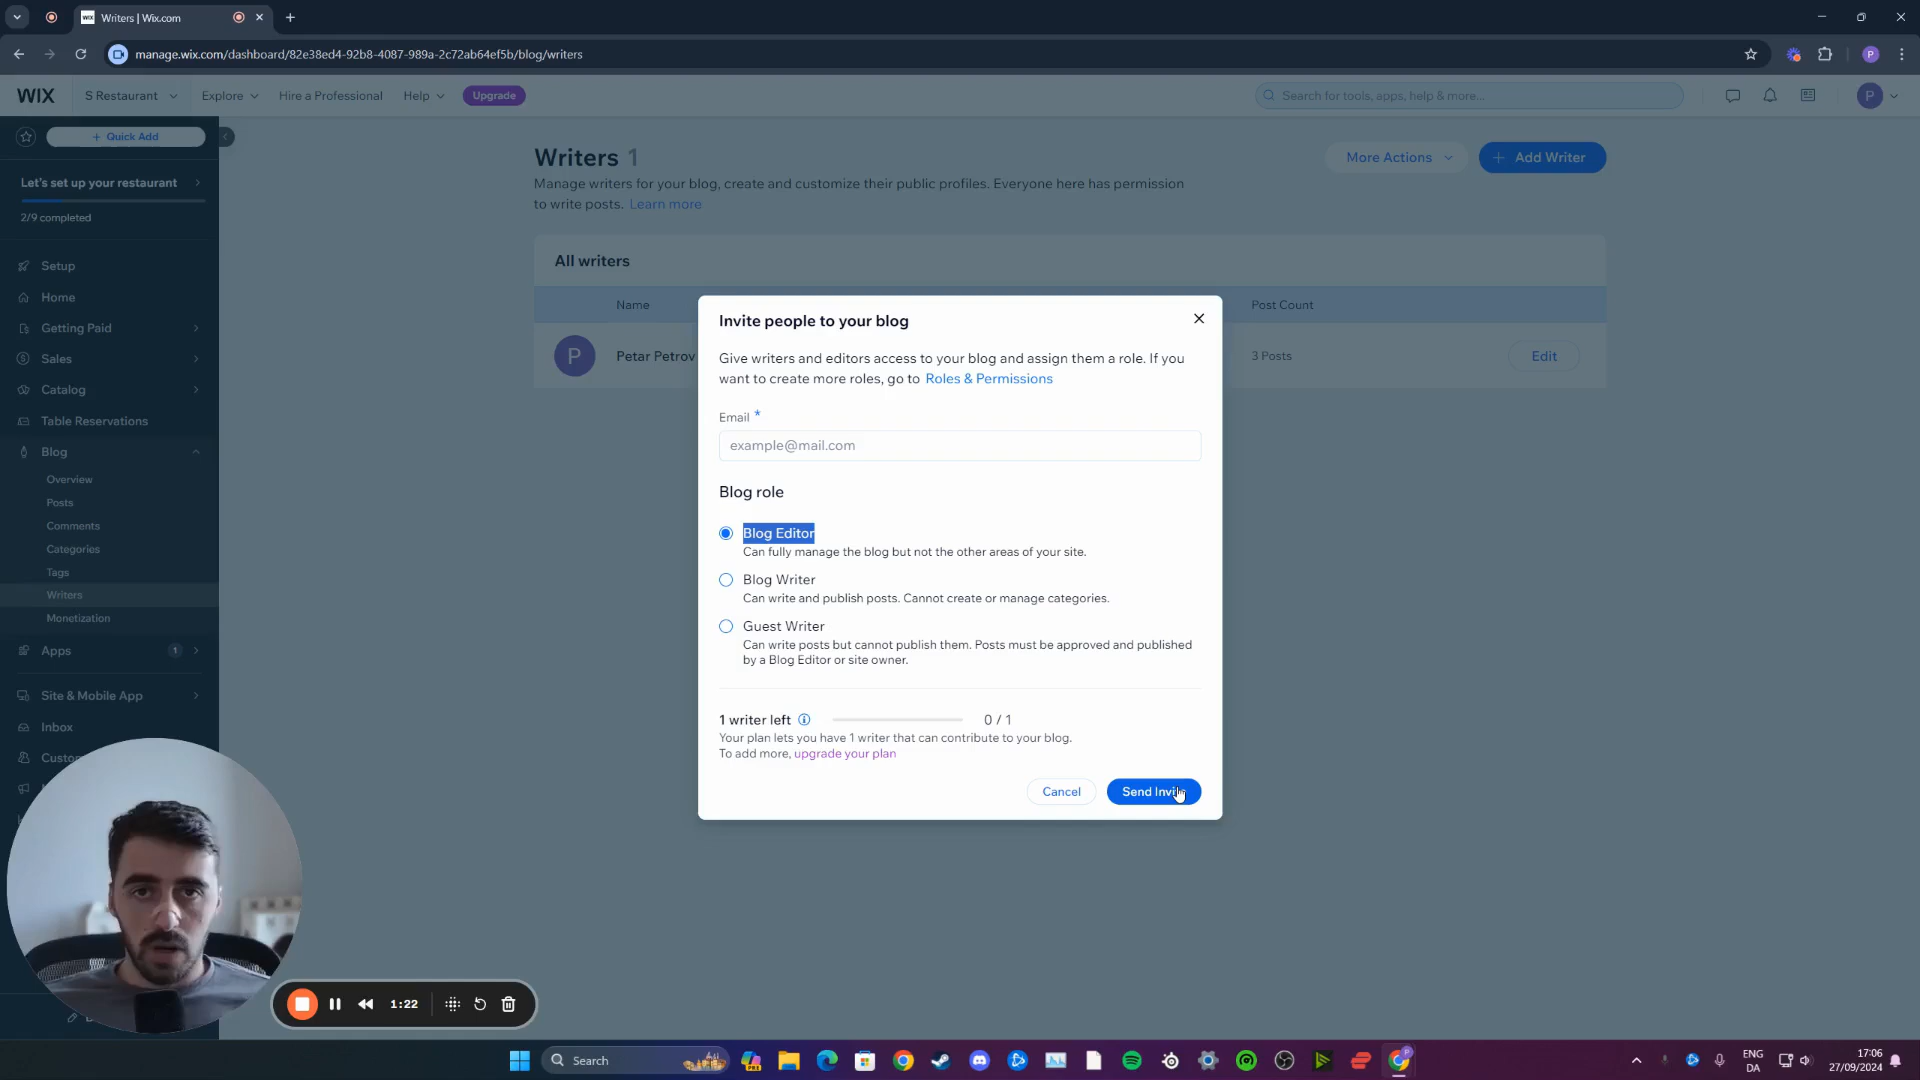 Writers | Wix.com
manage.wix.com/dashboard/82e38ed4-92b8-4087-989a-2c72ab64ef5b/blog/writers
P
WIX
S Restaurant
Explore
Hire a Professional
Help
Upgrade
Search for tools, apps, help & more...
P
+ Quick Add
Let's set up your restaurant
2/9 completed
Setup
Home
Getting Paid
Sales
Catalog
Table Reservations
Blog
Overview
Posts
Comments
Categories
Tags
Writers
Monetization
Apps 1
Site & Mobile App
Inbox
Writers 1
Manage writers for your blog, create and customize their public profiles. Everyone here has permission
to write posts. Learn more
More Actions
+ Add Writer
All writers
Name
Post Count
P
Petar Petrov
3 Posts
Edit
Invite people to your blog
Give writers and editors access to your blog and assign them a role. If you
want to create more roles, go to Roles & Permissions
Email *
example@mail.com
Blog role
Blog Editor
Can fully manage the blog but not the other areas of your site.
Blog Writer
Can write and publish posts. Cannot create or manage categories.
Guest Writer
Can write posts but cannot publish them. Posts must be approved and published
by a Blog Editor or site owner.
1 writer left
0 / 1
Your plan lets you have 1 writer that can contribute to your blog.
To add more, upgrade your plan
Cancel
Send Invite
1:22
Search
PRE
ENG
DA
17:06
27/09/2024